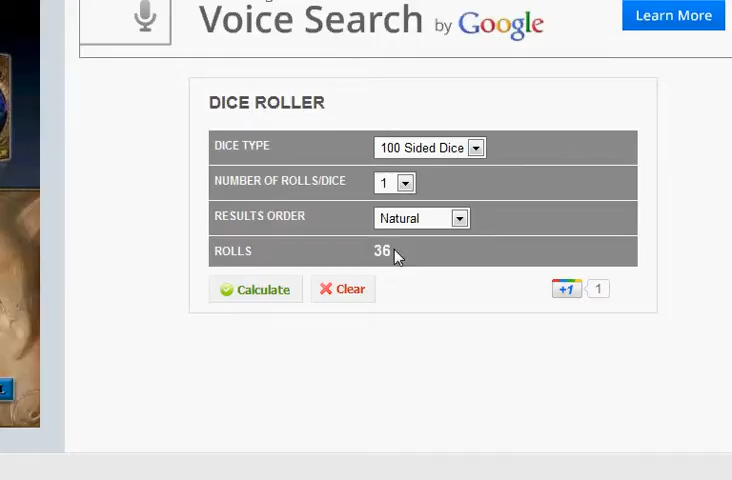 Voice Search by Google
Learn More
DICE ROLLER
DICE TYPE
100 Sided Dice
NUMBER OF ROLLS/DICE
1
RESULTS ORDER
Natural
ROLLS
36
Calculate
Clear
+1
1